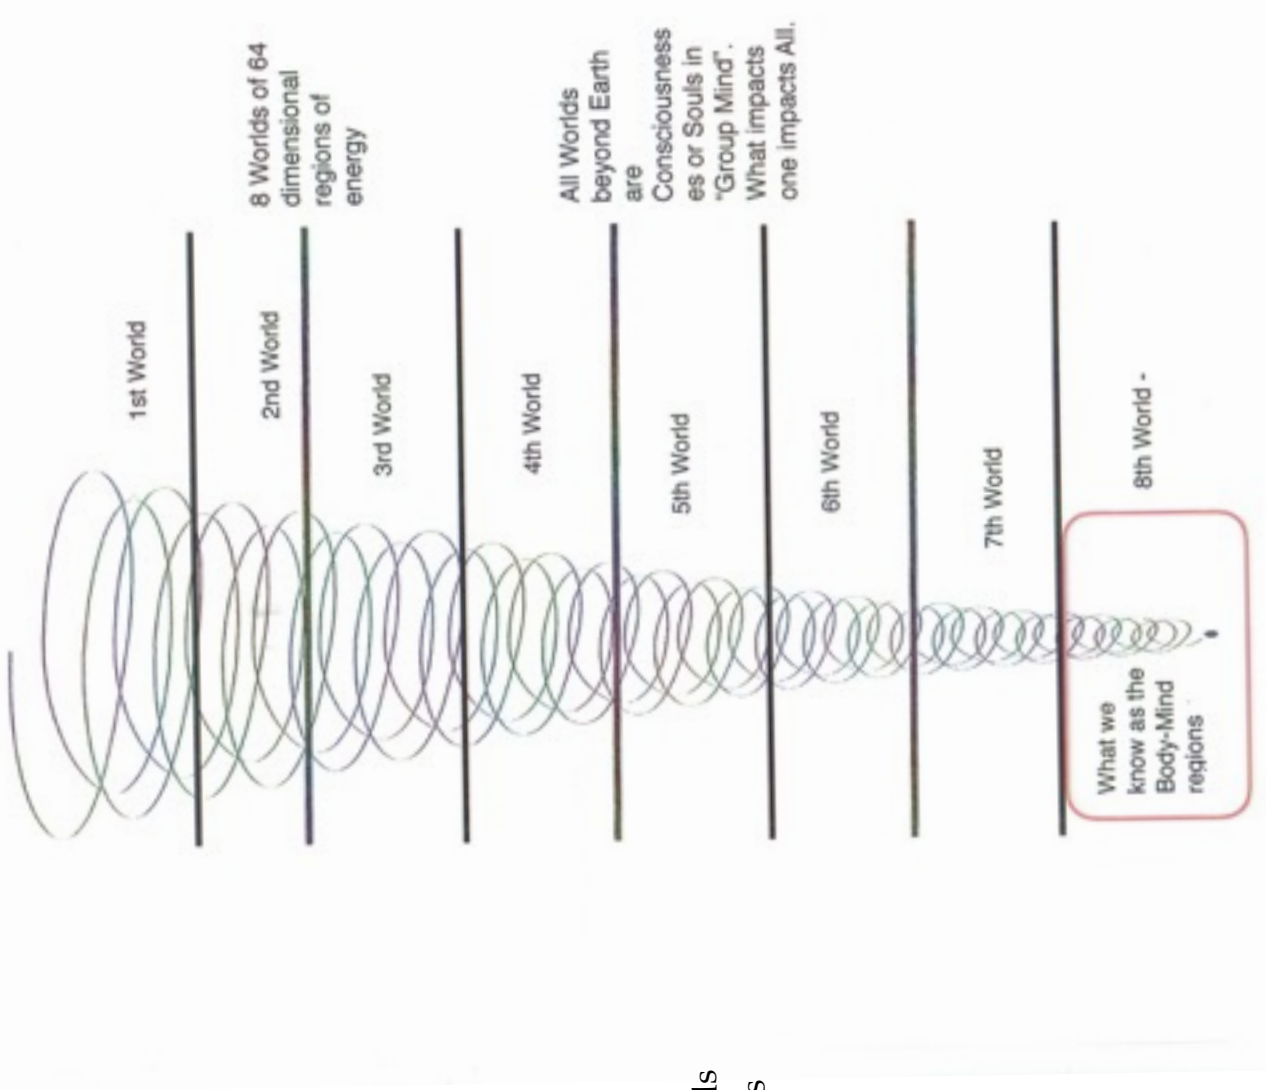 1st World
8 Worlds of 64
dimensional
regions of
energy
2nd World
3rd World
4th World
All Worlds
beyond Earth
are
Consciousness
es or Souls in
"Group Mind".
What impacts
one impacts All.
5th World
6th World
7th World
8th World -
What we
know as the
Body-Mind
regions